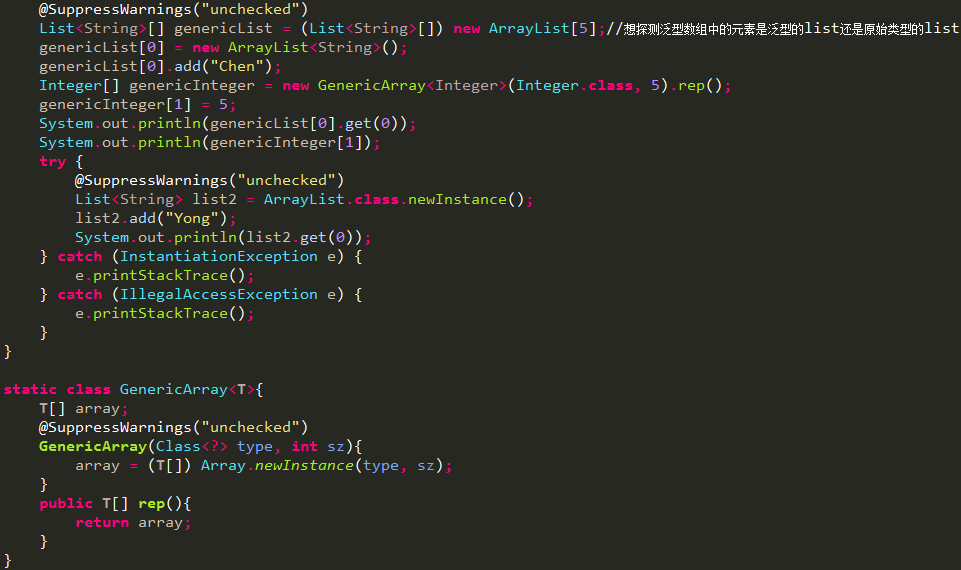 @SuppressWarnings("unchecked")
List<String>[] genericList = (List<String>[]) new ArrayList[5];//想探测泛型数组中的元素是泛型的list还是原始类型的list
genericList[0] = new ArrayList<String>();
genericList[0].add("Chen");
Integer[] genericInteger = new GenericArray<Integer>(Integer.class, 5).rep();
genericInteger[1] = 5;
System.out.println(genericList[0].get(0));
System.out.println(genericInteger[1]);
try {
@SuppressWarnings("unchecked")
List<String> list2 = ArrayList.class.newInstance();
list2.add("Yong");
System.out.println(list2.get(0));
} catch (InstantiationException e) {
e.printStackTrace();
} catch (IllegalAccessException e) {
e.printStackTrace();
}
}
static class GenericArray<T>{
T[] array;
@SuppressWarnings("unchecked")
GenericArray(Class<?> type, int sz){
array = (T[]) Array.newInstance(type, sz);
}
public T[] rep(){
return array;
}
}